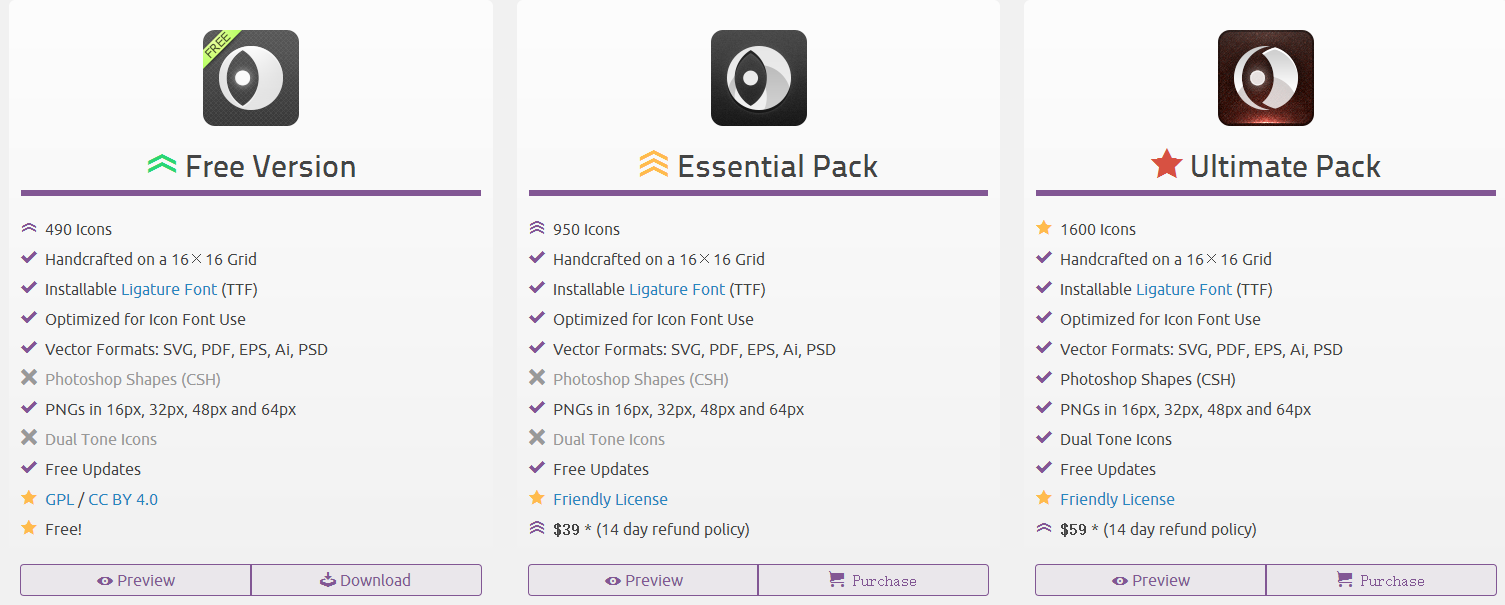 FREE
Free Version
490 Icons
Handcrafted on a 16×16 Grid
Installable Ligature Font (TTF)
Optimized for Icon Font Use
Vector Formats: SVG, PDF, EPS, Ai, PSD
Photoshop Shapes (CSH)
PNGs in 16px, 32px, 48px and 64px
Dual Tone Icons
Free Updates
GPL / CC BY 4.0
Free!
Preview
Download
Essential Pack
950 Icons
Handcrafted on a 16×16 Grid
Installable Ligature Font (TTF)
Optimized for Icon Font Use
Vector Formats: SVG, PDF, EPS, Ai, PSD
Photoshop Shapes (CSH)
PNGs in 16px, 32px, 48px and 64px
Dual Tone Icons
Free Updates
Friendly License
$39 * (14 day refund policy)
Preview
Purchase
Ultimate Pack
1600 Icons
Handcrafted on a 16×16 Grid
Installable Ligature Font (TTF)
Optimized for Icon Font Use
Vector Formats: SVG, PDF, EPS, Ai, PSD
Photoshop Shapes (CSH)
PNGs in 16px, 32px, 48px and 64px
Dual Tone Icons
Free Updates
Friendly License
$59 * (14 day refund policy)
Preview
Purchase